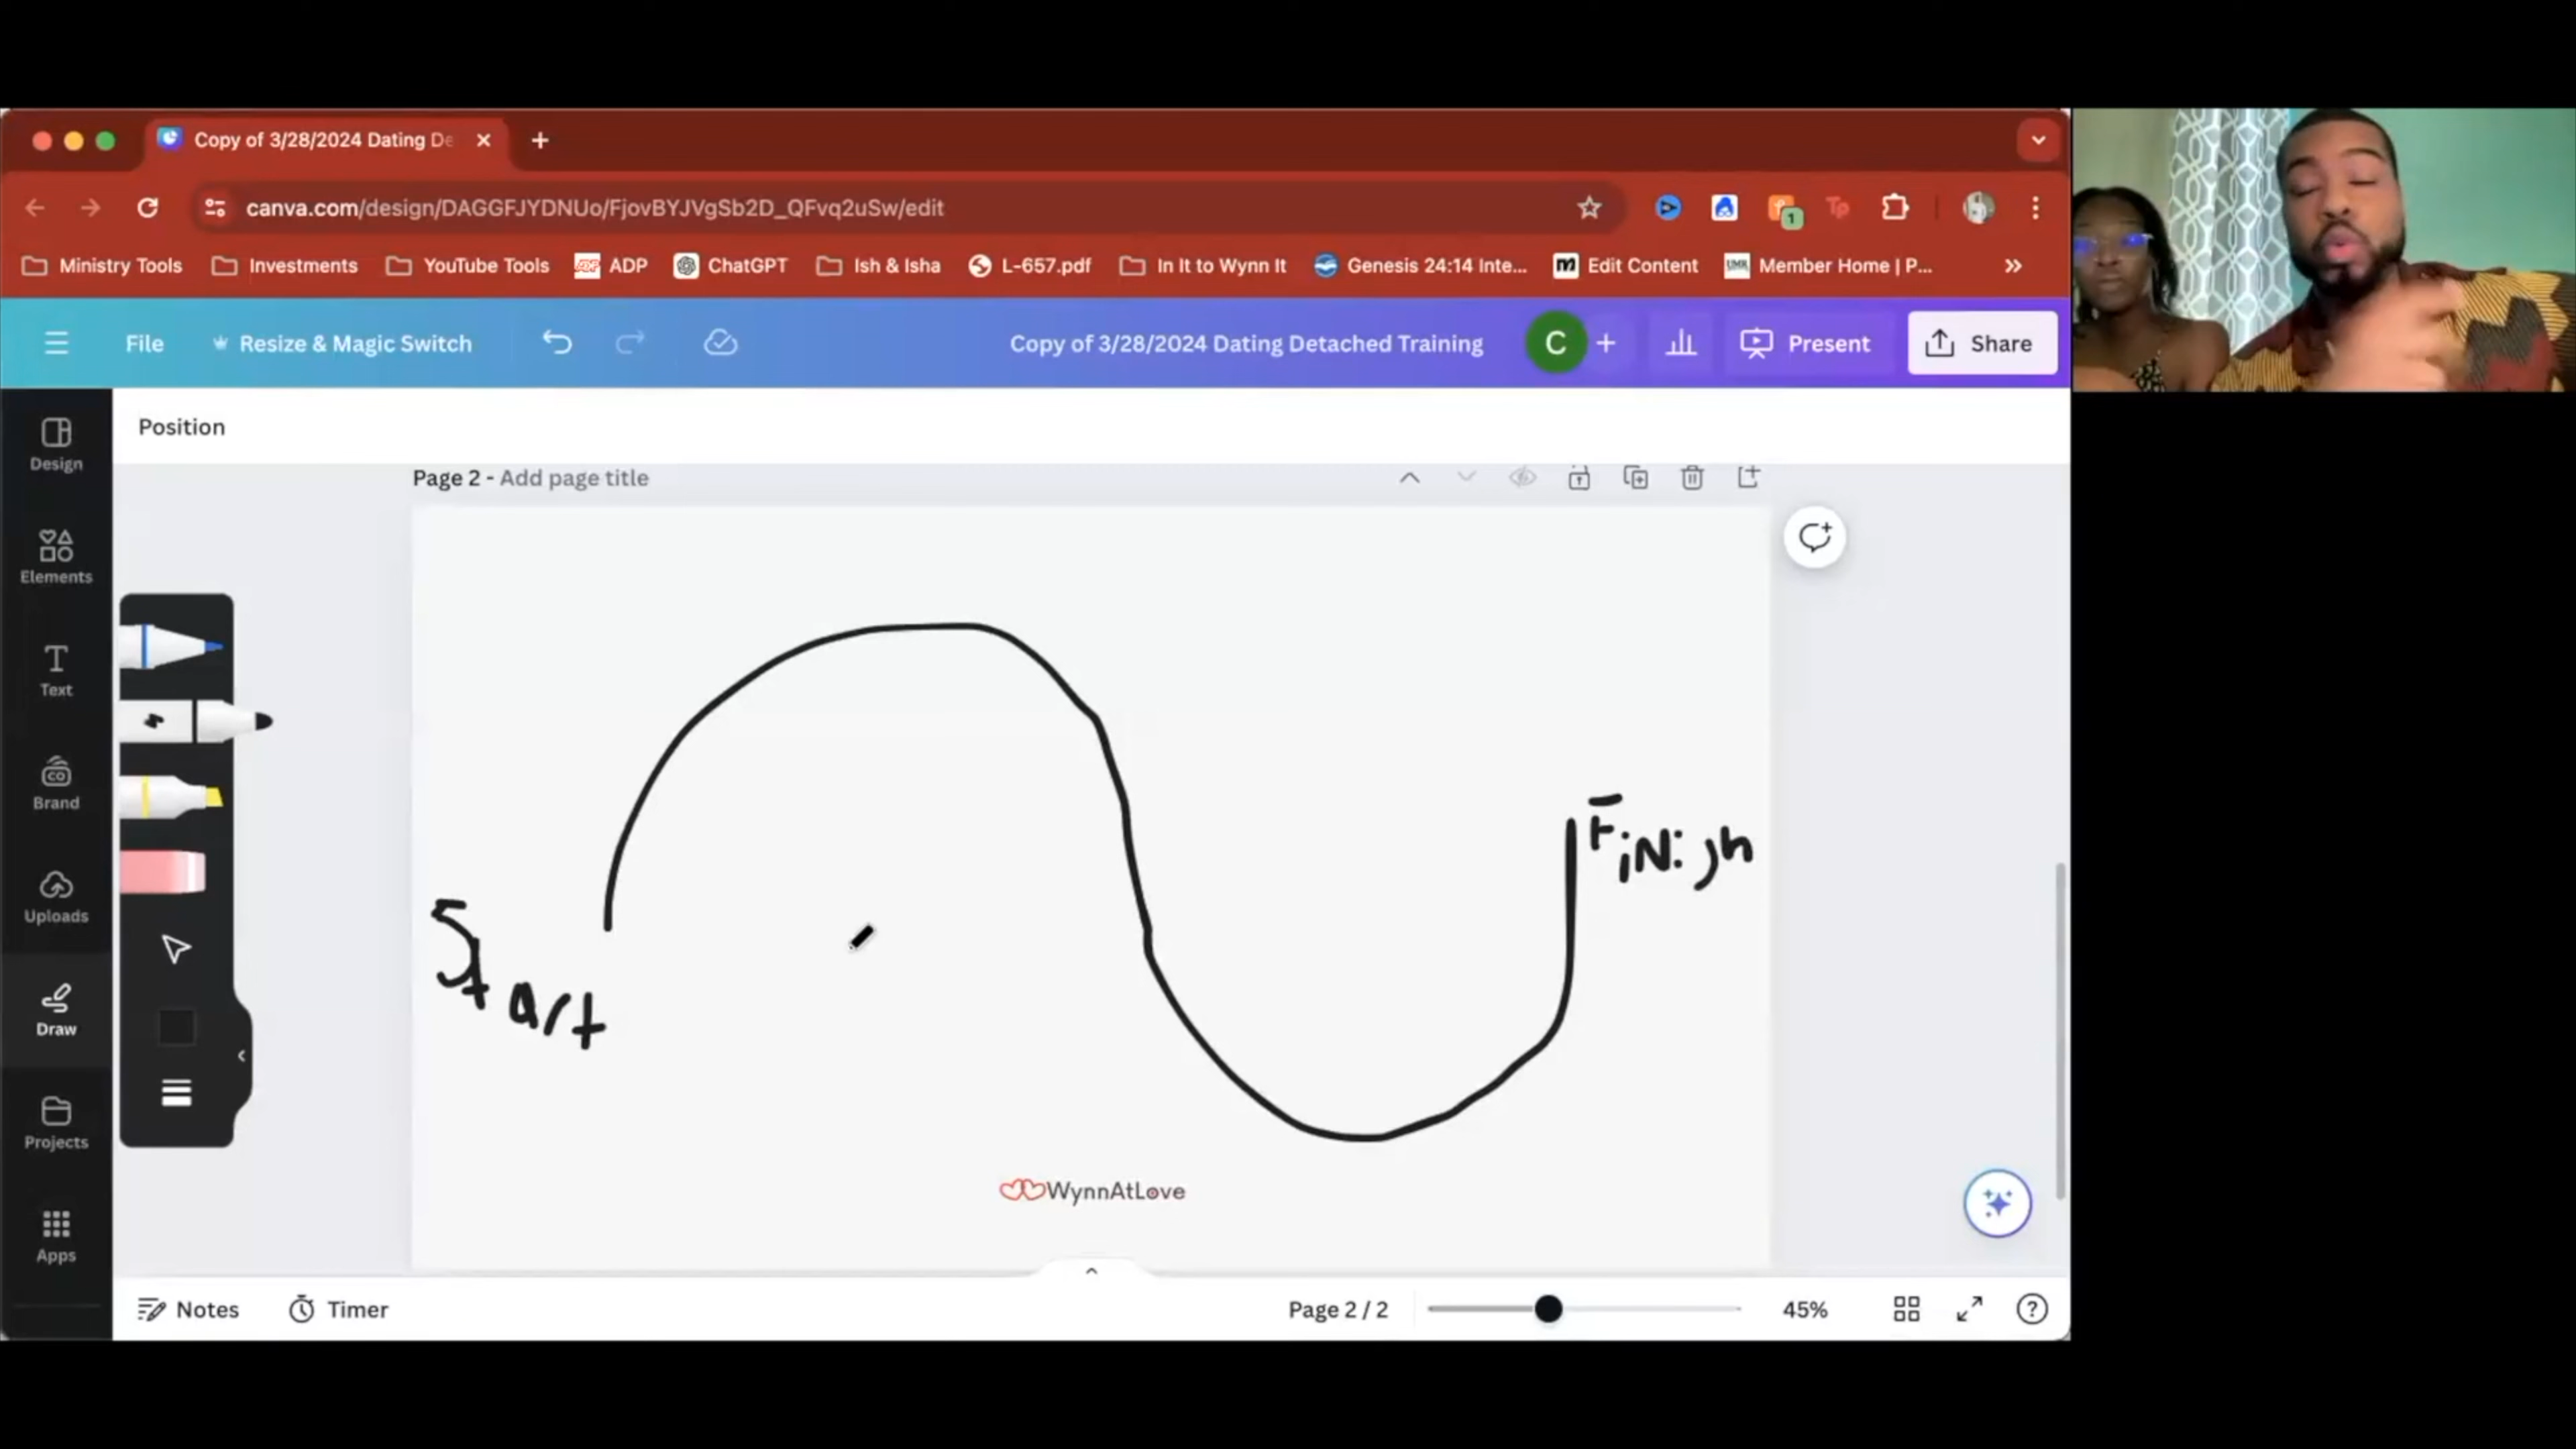 Copy of 3/28/2024 Dating De
canva.com/design/DAGGFJYDNUo/FjovBYJVgSb2D_QFvq2uSw/edit
1
Tp
Ministry Tools
Investments
YouTube Tools
ADP
ChatGPT
Ish & Isha
L-657.pdf
In It to Wynn It
Genesis 24:14 Inte...
Edit Content
UMR
Member Home | P...
File
Resize & Magic Switch
Copy of 3/28/2024 Dating Detached Training
C
Present
Share
Design
Elements
Text
Brand
Uploads
Draw
Projects
Apps
Position
Page 2 - Add page title
Start
FiNish
WynnAtLove
Notes
Timer
Page 2 / 2
45%